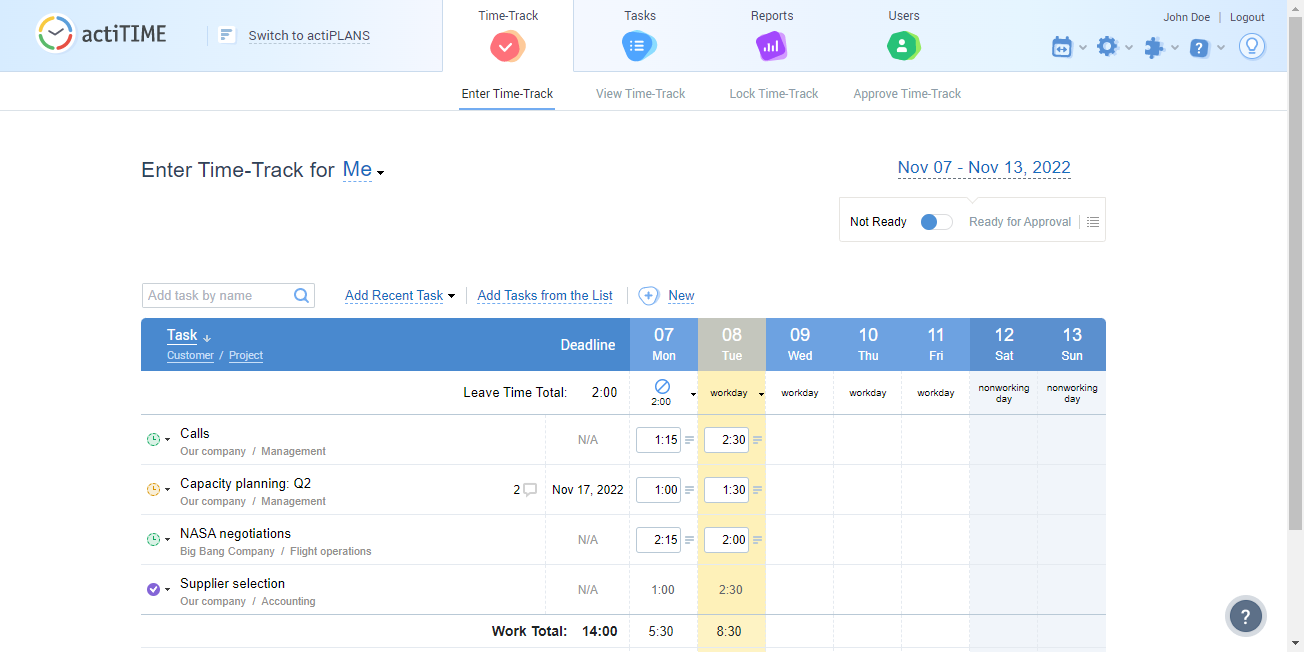 actiTIME
Switch to actiPLANS
Time-Track
Tasks
Reports
Users
John Doe | Logout
?
Enter Time-Track
View Time-Track
Lock Time-Track
Approve Time-Track
Enter Time-Track for Me
Nov 07 - Nov 13, 2022
Not Ready
Ready for Approval
Add task by name
Add Recent Task
Add Tasks from the List
New
Task
Customer / Project
Deadline
07 08 09 10 11 12 13
Mon Tue Wed Thu Fri Sat Sun
Leave Time Total: 2:00
2:00
workday
workday
workday
workday
nonworking day
nonworking day
Calls
Our company / Management
N/A
1:15
2:30
Capacity planning: Q2
Our company / Management
2
Nov 17, 2022
1:00
1:30
NASA negotiations
Big Bang Company / Flight operations
N/A
2:15
2:00
Supplier selection
Our company / Accounting
N/A
1:00
2:30
Work Total: 14:00 5:30 8:30
?